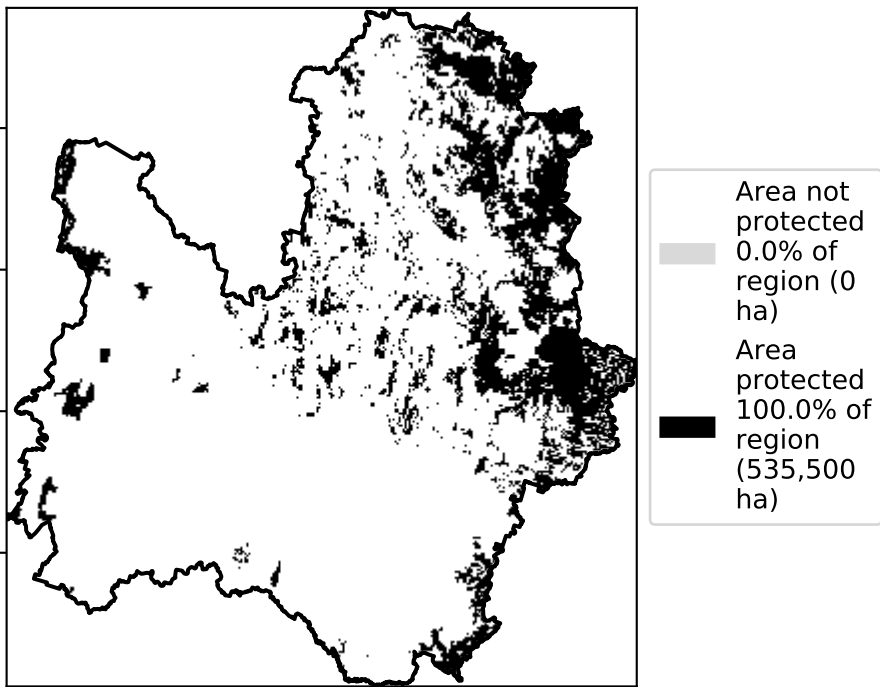 Area not
protected
0.0% of
region (0
ha)
Area
protected
100.0% of
region
(535,500
ha)